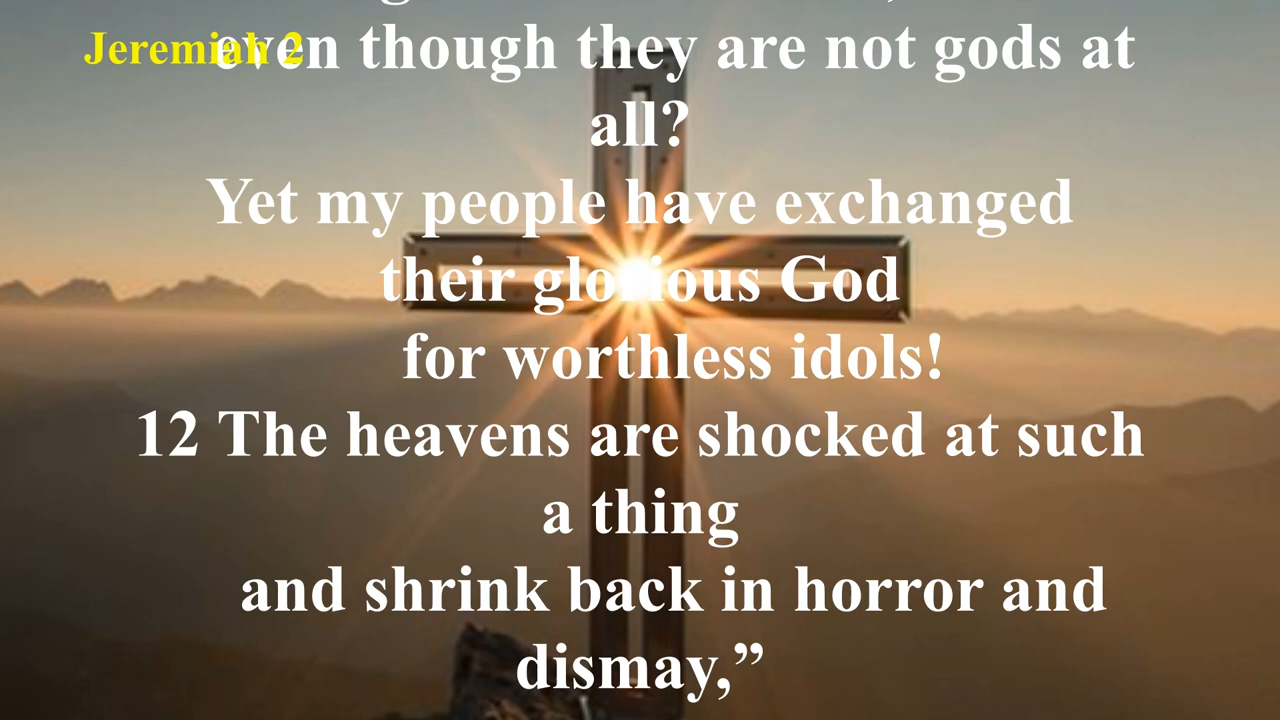 Jeremiah 2
even though they are not gods at
all?
Yet my people have exchanged
their glorious God
for worthless idols!
12 The heavens are shocked at such
a thing
and shrink back in horror and
dismay,”